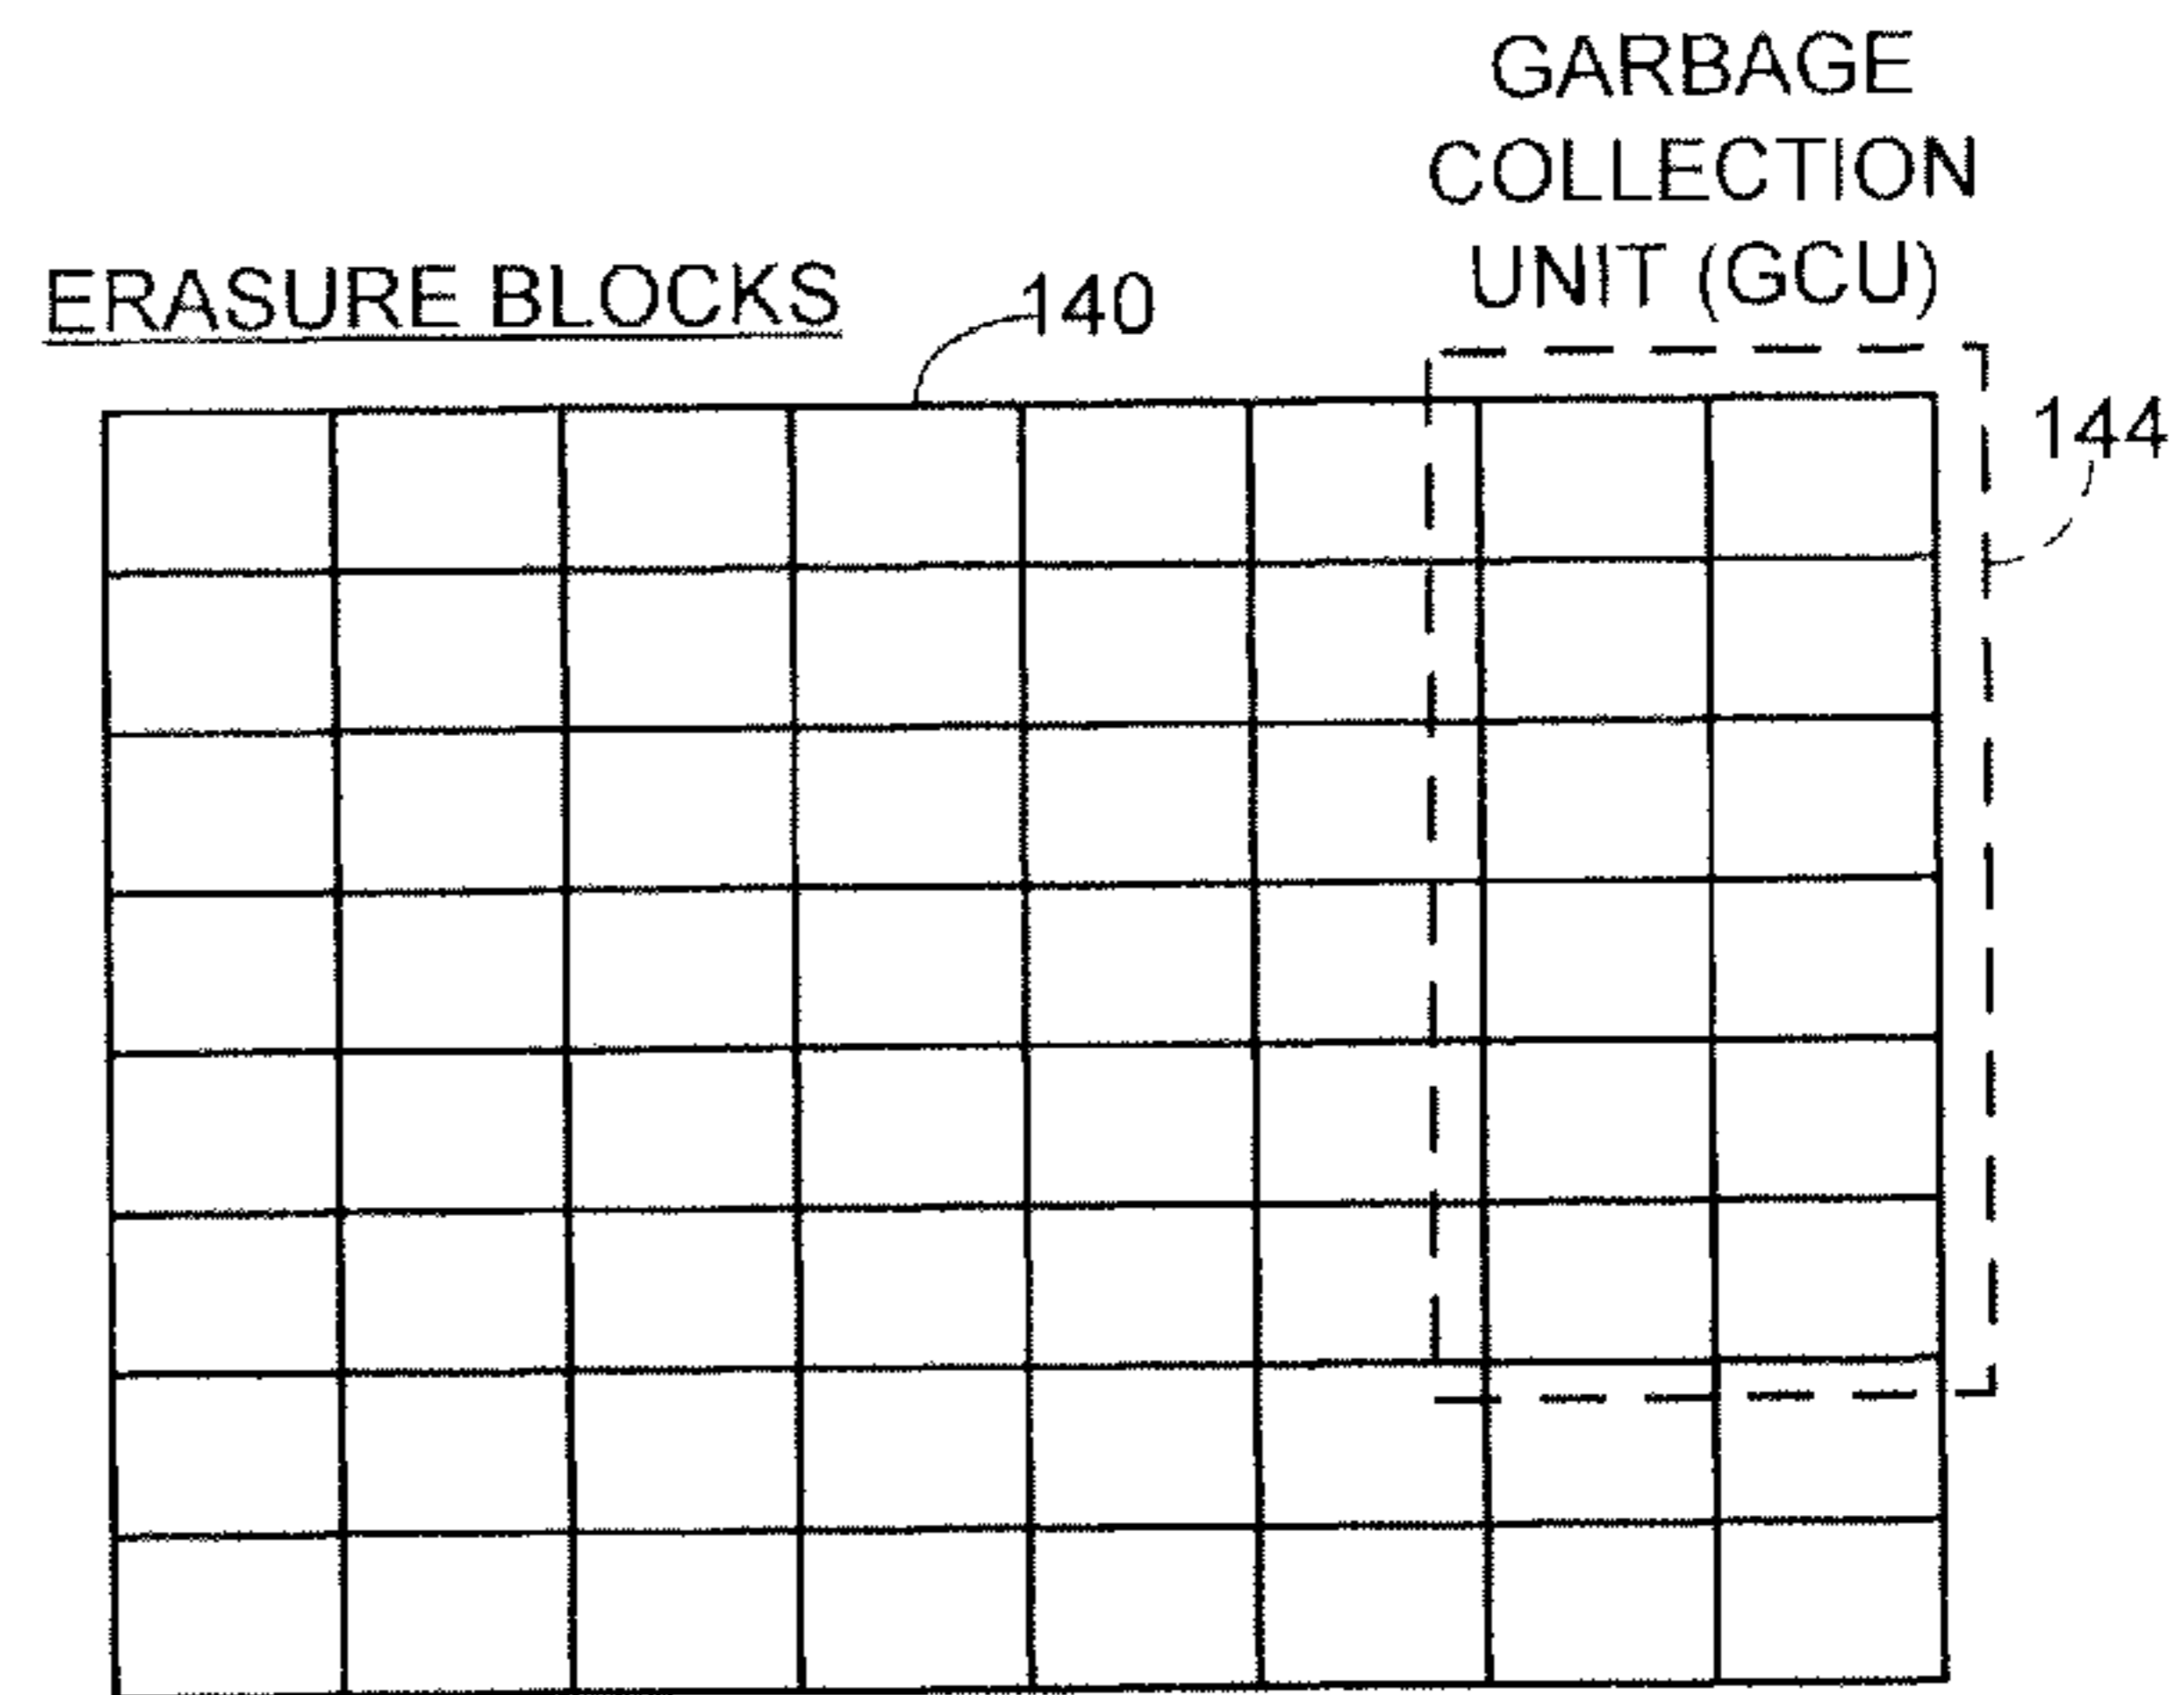 GARBAGE
COLLECTION
UNIT (GCU)
ERASURE BLOCKS
140
144